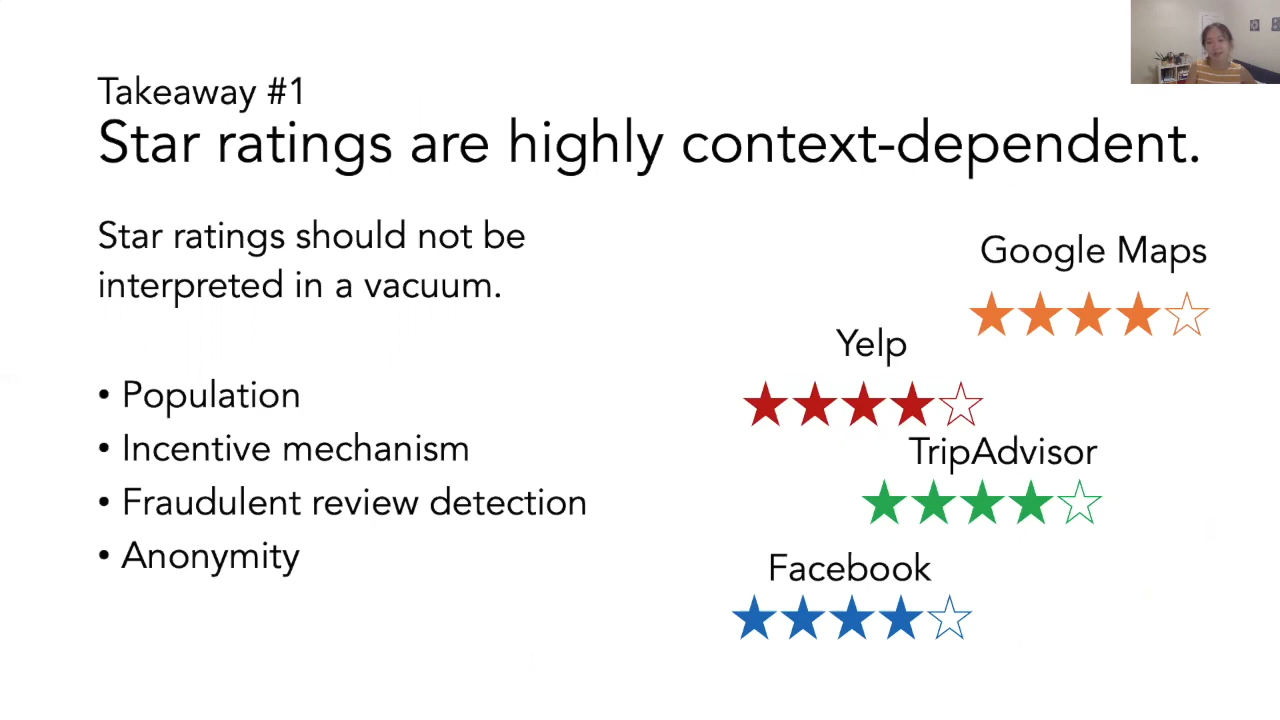 Takeaway #1
Star ratings are highly context-dependent.
Star ratings should not be
interpreted in a vacuum.
• Population
• Incentive mechanism
• Fraudulent review detection
• Anonymity
Google Maps
Yelp
TripAdvisor
Facebook